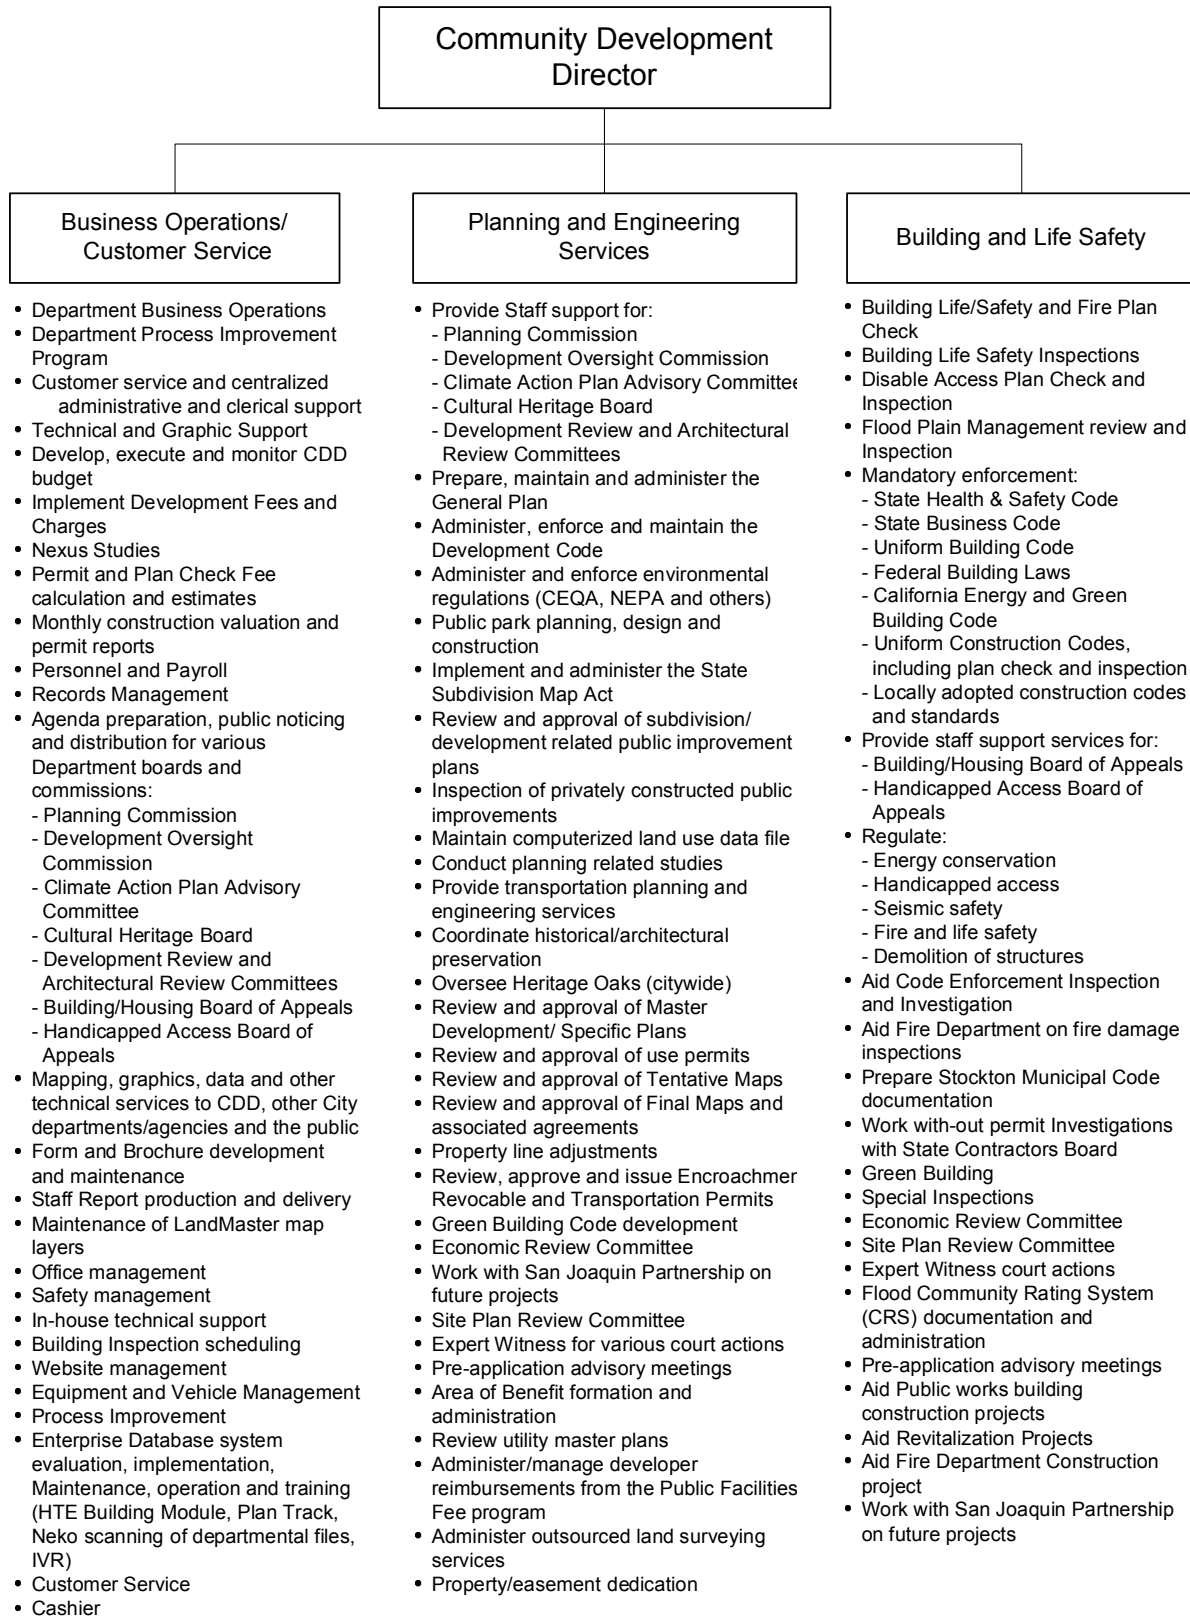 Community Development
Director
Business Operations/
Customer Service
• Department Business Operations
• Department Process Improvement
Program
• Customer service and centralized
administrative and clerical support
• Technical and Graphic Support
• Develop, execute and monitor CDD
budget
• Implement Development Fees and
Charges
• Nexus Studies
• Permit and Plan Check Fee
calculation and estimates
• Monthly construction valuation and
permit reports
• Personnel and Payroll
• Records Management
• Agenda preparation, public noticing
and distribution for various
Department boards and
commissions:
- Planning Commission
- Development Oversight
Commission
- Climate Action Plan Advisory
Committee
- Cultural Heritage Board
- Development Review and
Architectural Review Committees
- Building/Housing Board of Appeals
- Handicapped Access Board of
Appeals
• Mapping, graphics, data and other
technical services to CDD, other City
departments/agencies and the public
• Form and Brochure development
and maintenance
• Staff Report production and delivery
• Maintenance of LandMaster map
layers
• Office management
• Safety management
• In-house technical support
• Building Inspection scheduling
• Website management
• Equipment and Vehicle Management
• Process Improvement
• Enterprise Database system
evaluation, implementation,
Maintenance, operation and training
(HTE Building Module, Plan Track,
Neko scanning of departmental files,
IVR)
• Customer Service
• Cashier
Planning and Engineering
Services
• Provide Staff support for:
- Planning Commission
- Development Oversight Commission
- Climate Action Plan Advisory Committee
- Cultural Heritage Board
- Development Review and Architectural
Review Committees
• Prepare, maintain and administer the
General Plan
• Administer, enforce and maintain the
Development Code
• Administer and enforce environmental
regulations (CEQA, NEPA and others)
• Public park planning, design and
construction
• Implement and administer the State
Subdivision Map Act
• Review and approval of subdivision/
development related public improvement
plans
• Inspection of privately constructed public
improvements
• Maintain computerized land use data file
• Conduct planning related studies
• Provide transportation planning and
engineering services
• Coordinate historical/architectural
preservation
• Oversee Heritage Oaks (citywide)
• Review and approval of Master
Development/ Specific Plans
• Review and approval of use permits
• Review and approval of Tentative Maps
• Review and approval of Final Maps and
associated agreements
• Property line adjustments
• Review, approve and issue Encroachmen
Revocable and Transportation Permits
• Green Building Code development
• Economic Review Committee
• Work with San Joaquin Partnership on
future projects
• Site Plan Review Committee
• Expert Witness for various court actions
• Pre-application advisory meetings
• Area of Benefit formation and
administration
• Review utility master plans
• Administer/manage developer
reimbursements from the Public Facilities
Fee program
• Administer outsourced land surveying
services
• Property/easement dedication
Building and Life Safety
• Building Life/Safety and Fire Plan
Check
• Building Life Safety Inspections
• Disable Access Plan Check and
Inspection
• Flood Plain Management review and
Inspection
• Mandatory enforcement:
- State Health & Safety Code
- State Business Code
- Uniform Building Code
- Federal Building Laws
- California Energy and Green
Building Code
- Uniform Construction Codes,
including plan check and inspection
- Locally adopted construction codes
and standards
• Provide staff support services for:
- Building/Housing Board of Appeals
- Handicapped Access Board of
Appeals
• Regulate:
- Energy conservation
- Handicapped access
- Seismic safety
- Fire and life safety
- Demolition of structures
• Aid Code Enforcement Inspection
and Investigation
• Aid Fire Department on fire damage
inspections
• Prepare Stockton Municipal Code
documentation
• Work with-out permit Investigations
with State Contractors Board
• Green Building
• Special Inspections
• Economic Review Committee
• Site Plan Review Committee
• Expert Witness court actions
• Flood Community Rating System
(CRS) documentation and
administration
• Pre-application advisory meetings
• Aid Public works building
construction projects
• Aid Revitalization Projects
• Aid Fire Department Construction
project
• Work with San Joaquin Partnership
on future projects